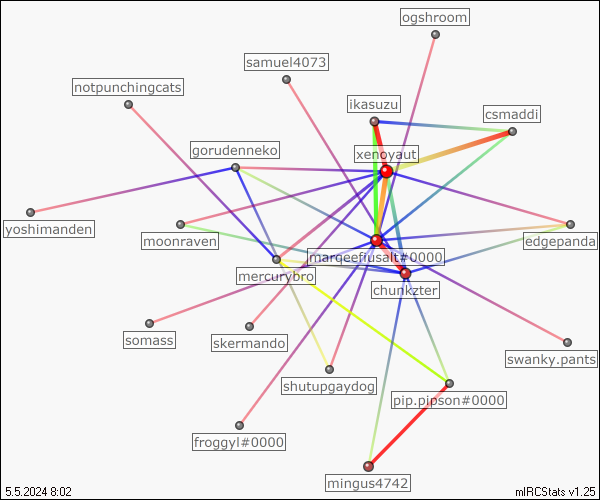 ogshroom
samuel4073
notpunchingcats
ikasuzu
csmaddi
gorudenneko
xenoyaut
yoshimanden
moonraven
edgepanda
marqeefiusalt#0000
mercurybro
chunkzter
somass
skermando
swanky.pants
shutupgaydog
pip.pipson#0000
froggyl#0000
mingus4742
5.5.2024 8:02
mIRCStats v1.25